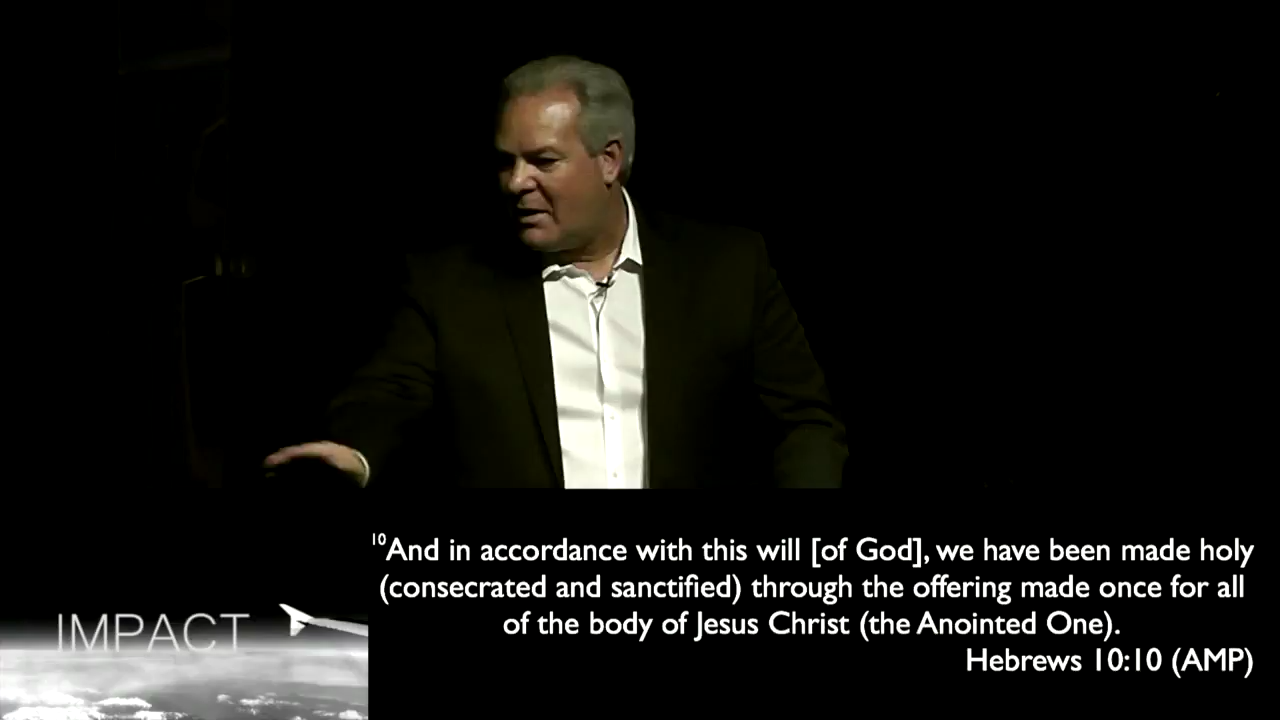 ¹⁰And in accordance with this will [of God], we have been made holy
(consecrated and sanctified) through the offering made once for all
of the body of Jesus Christ (the Anointed One).
Hebrews 10:10 (AMP)
IMPACT